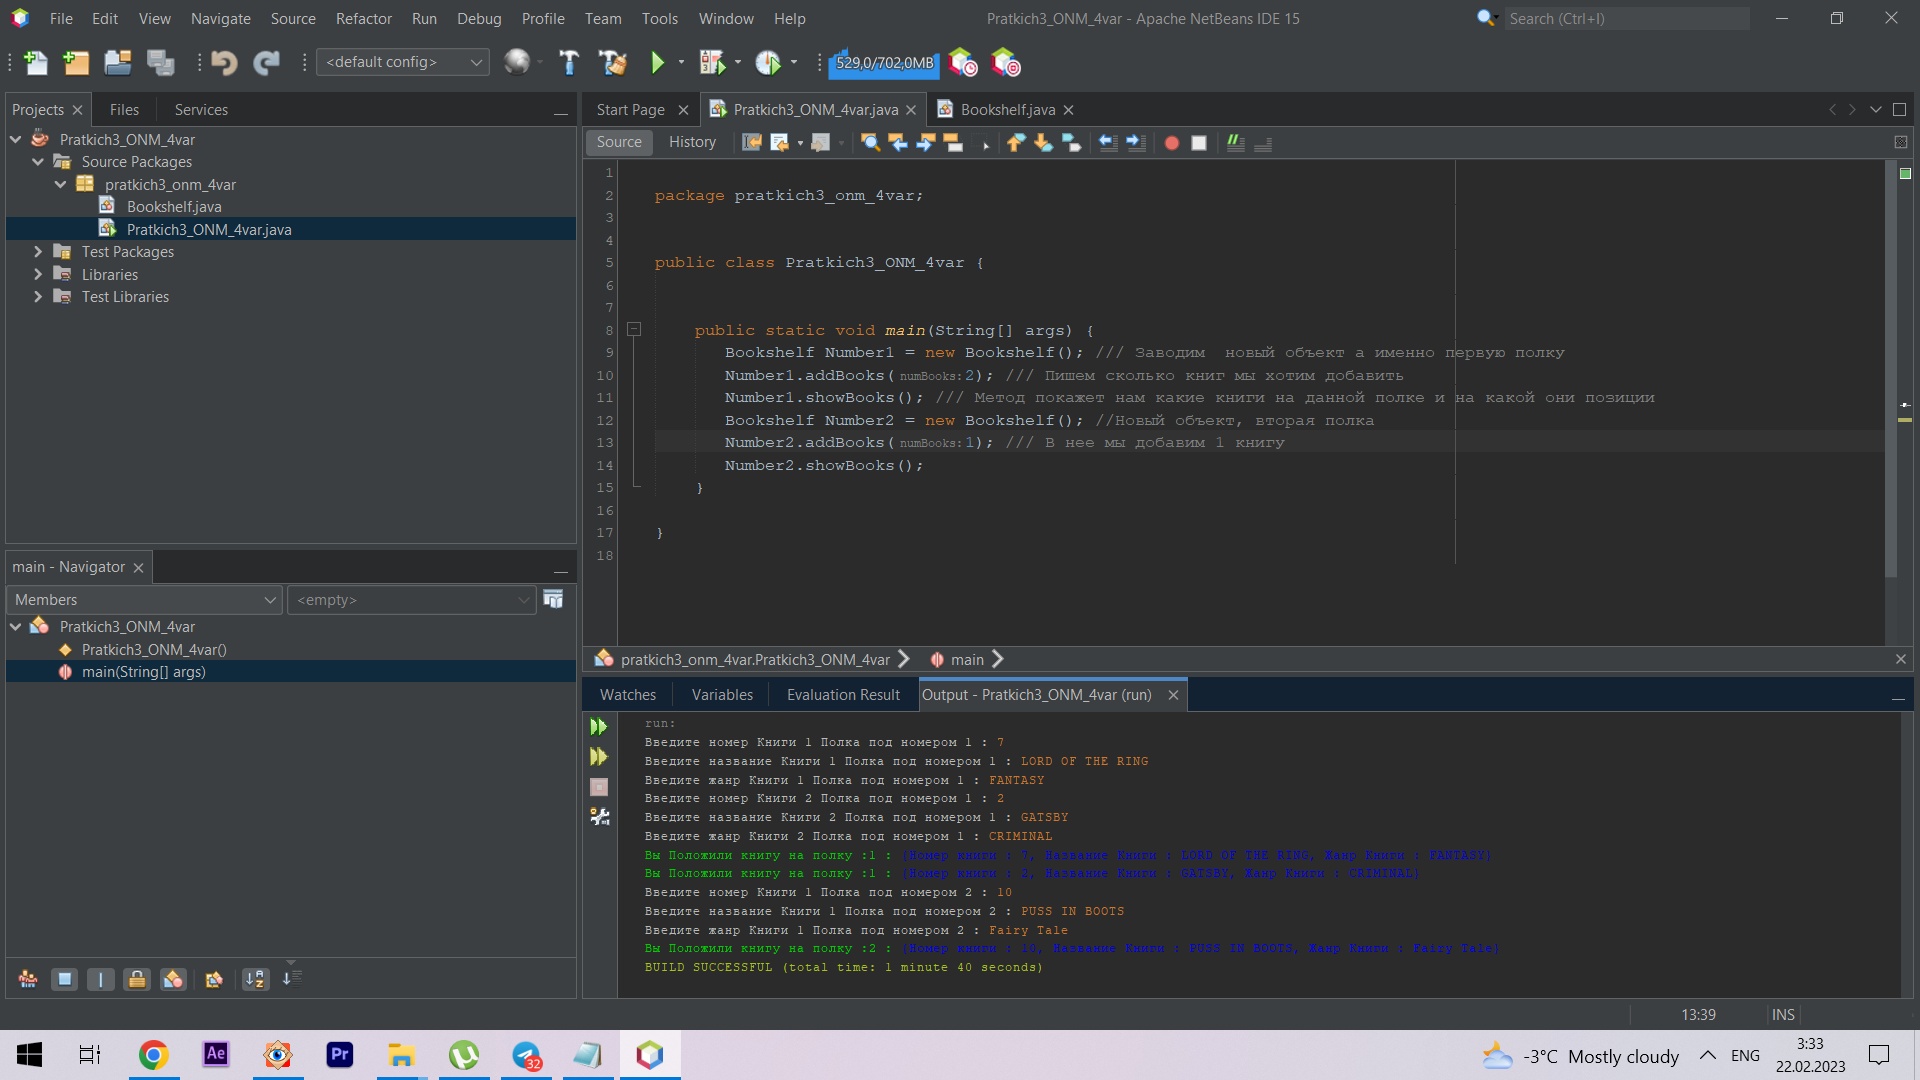 File Edit View Navigate Source Refactor Run Debug Profile Team Tools Window Help
Pratkich3_ONM_4var - Apache NetBeans IDE 15
Search (Ctrl+I)
<default config>
529,0/702,0MB
Projects Files Services
Pratkich3_ONM_4var
Source Packages
pratkich3_onm_4var
Bookshelf.java
Pratkich3_ONM_4var.java
Test Packages
Libraries
Test Libraries
main - Navigator
Members <empty>
Pratkich3_ONM_4var
Pratkich3_ONM_4var()
main(String[] args)
Start Page Pratkich3_ONM_4var.java Bookshelf.java
Source History
1
2 package pratkich3_onm_4var;
3
4
5 public class Pratkich3_ONM_4var {
6
7
8 public static void main(String[] args) {
9 Bookshelf Number1 = new Bookshelf(); /// Заводим  новый объект а именно первую полку
10 Number1.addBooks( numBooks: 2); /// Пишем сколько книг мы хотим добавить
11 Number1.showBooks(); /// Метод покажет нам какие книги на данной полке и на какой они позиции
12 Bookshelf Number2 = new Bookshelf(); //Новый объект, вторая полка
13 Number2.addBooks( numBooks: 1); /// В нее мы добавим 1 книгу
14 Number2.showBooks();
15 }
16
17 }
18
pratkich3_onm_4var.Pratkich3_ONM_4var main
Watches Variables Evaluation Result Output - Pratkich3_ONM_4var (run)
run:
Введите номер Книги 1 Полка под номером 1 : 7
Введите название Книги 1 Полка под номером 1 : LORD OF THE RING
Введите жанр Книги 1 Полка под номером 1 : FANTASY
Введите номер Книги 2 Полка под номером 1 : 2
Введите название Книги 2 Полка под номером 1 : GATSBY
Введите жанр Книги 2 Полка под номером 1 : CRIMINAL
Вы Положили книгу на полку :1 : {Номер книги : 7, Название Книги : LORD OF THE RING, Жанр Книги : FANTASY}
Вы Положили книгу на полку :1 : {Номер книги : 2, Название Книги : GATSBY, Жанр Книги : CRIMINAL}
Введите номер Книги 1 Полка под номером 2 : 10
Введите название Книги 1 Полка под номером 2 : PUSS IN BOOTS
Введите жанр Книги 1 Полка под номером 2 : Fairy Tale
Вы Положили книгу на полку :2 : {Номер книги : 10, Название Книги : PUSS IN BOOTS, Жанр Книги : Fairy Tale}
BUILD SUCCESSFUL (total time: 1 minute 40 seconds)
13:39 INS
Ae Pr 32
-3°C Mostly cloudy ENG
3:33
22.02.2023